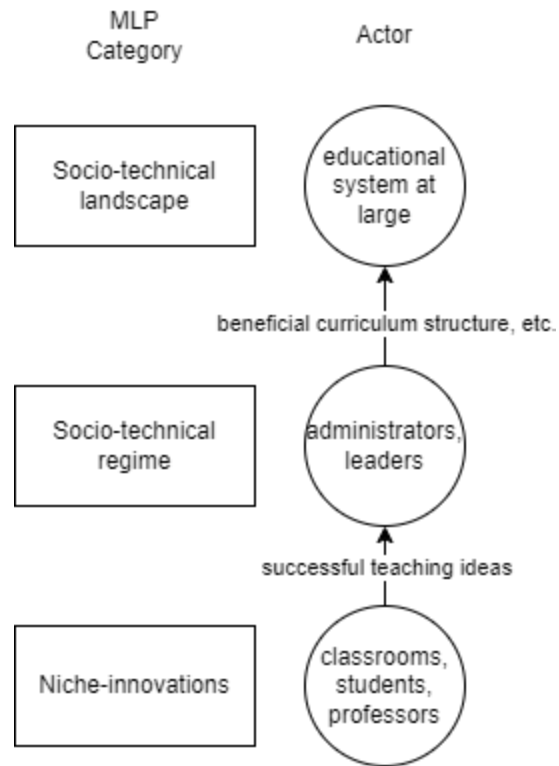 MLP
Category
Actor
Socio-technical
landscape
educational
system at
large
beneficial curriculum structure, etc.
Socio-technical
regime
administrators,
leaders
successful teaching ideas
Niche-innovations
classrooms,
students,
professors